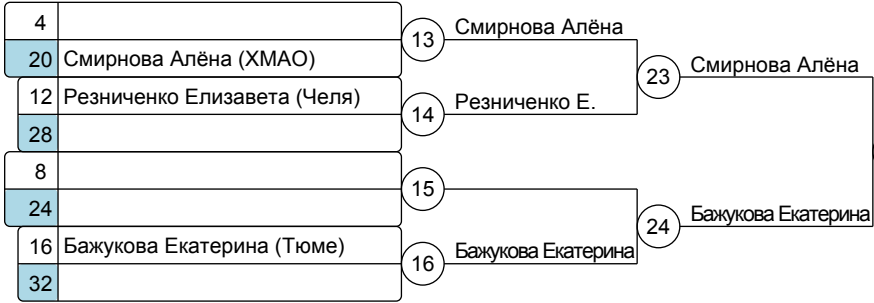 4
13
Смирнова Алёна
20 Смирнова Алёна (ХМАО)
23
Смирнова Алёна
12 Резниченко Елизавета (Челя)
14
Резниченко Е.
28
8
15
24
24
Бажукова Екатерина
16 Бажукова Екатерина (Тюме)
16
Бажукова Екатерина
32